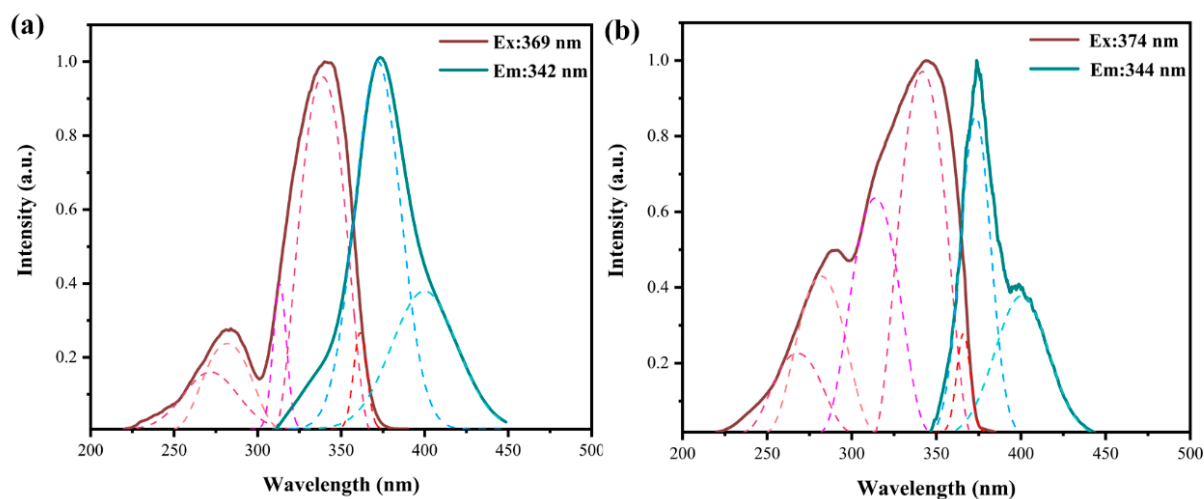 (a)
Ex:369 nm
Em:342 nm
1.0
0.8
0.6
0.4
0.2
Intensity (a.u.)
200 250 300 350 400 450 500
Wavelength (nm)
(b)
Ex:374 nm
Em:344 nm
1.0
0.8
0.6
0.4
0.2
Intensity (a.u.)
200 250 300 350 400 450 500
Wavelength (nm)